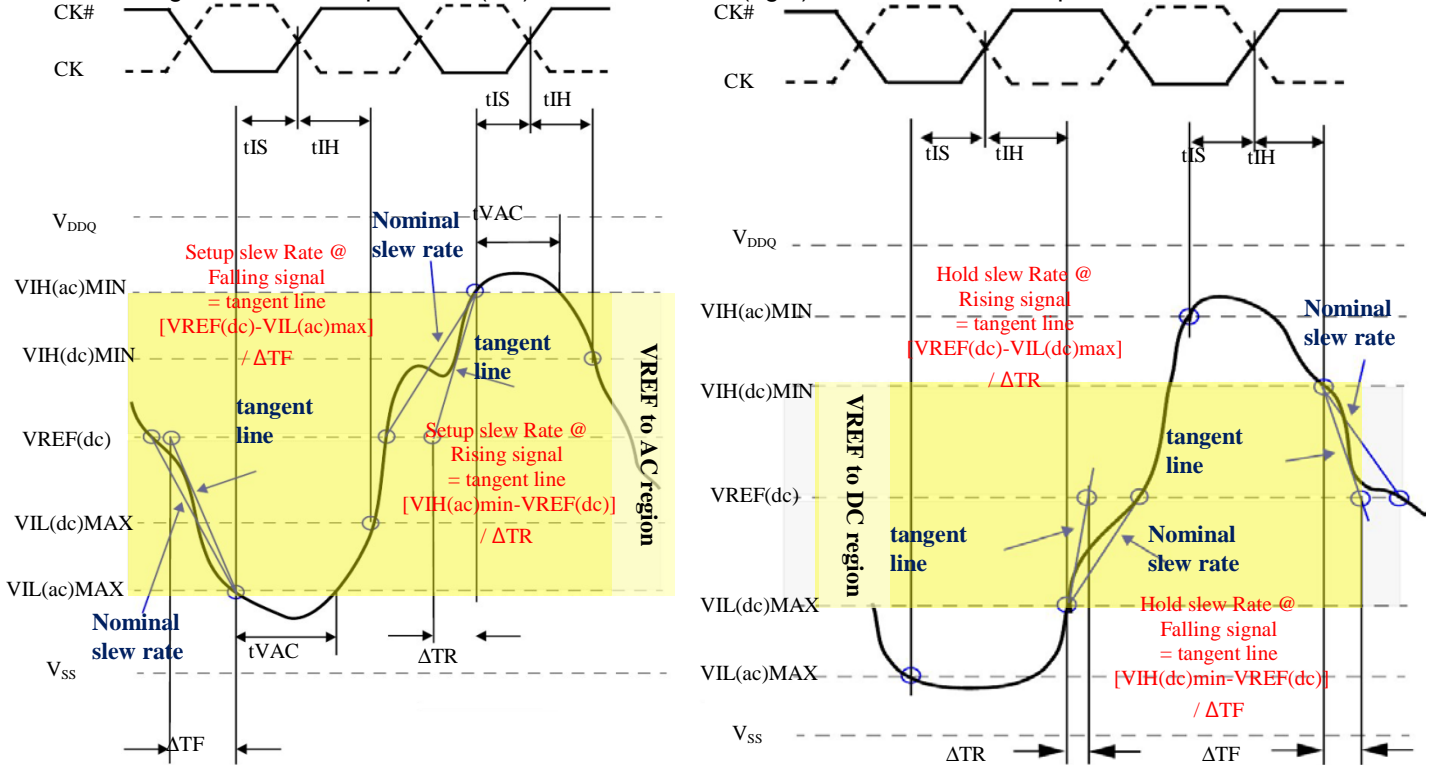 CK#
CK
tIS
tIH
tIS
tIH
VDDQ
Nominal
slew rate
tVAC
Setup slew Rate @
Falling signal
= tangent line
[VREF(dc)-VIL(ac)max]
/ ΔTF
VIH(ac)MIN
VIH(dc)MIN
tangent
line
VREF to AC region
tangent
line
VREF(dc)
Setup slew Rate @
Rising signal
= tangent line
[VIH(ac)min-VREF(dc)]
/ ΔTR
VIL(dc)MAX
VIL(ac)MAX
Nominal
slew rate
tVAC
ΔTR
VSS
ΔTF
CK#
CK
tIS
tIH
tIS
tIH
VDDQ
Hold slew Rate @
Rising signal
= tangent line
[VREF(dc)-VIL(dc)max]
/ ΔTR
VIH(ac)MIN
Nominal
slew rate
VIH(dc)MIN
VREF to DC region
tangent
line
VREF(dc)
tangent
line
Nominal
slew rate
VIL(dc)MAX
Hold slew Rate @
Falling signal
= tangent line
[VIH(dc)min-VREF(dc)]
/ ΔTF
VIL(ac)MAX
VSS
ΔTR
ΔTF